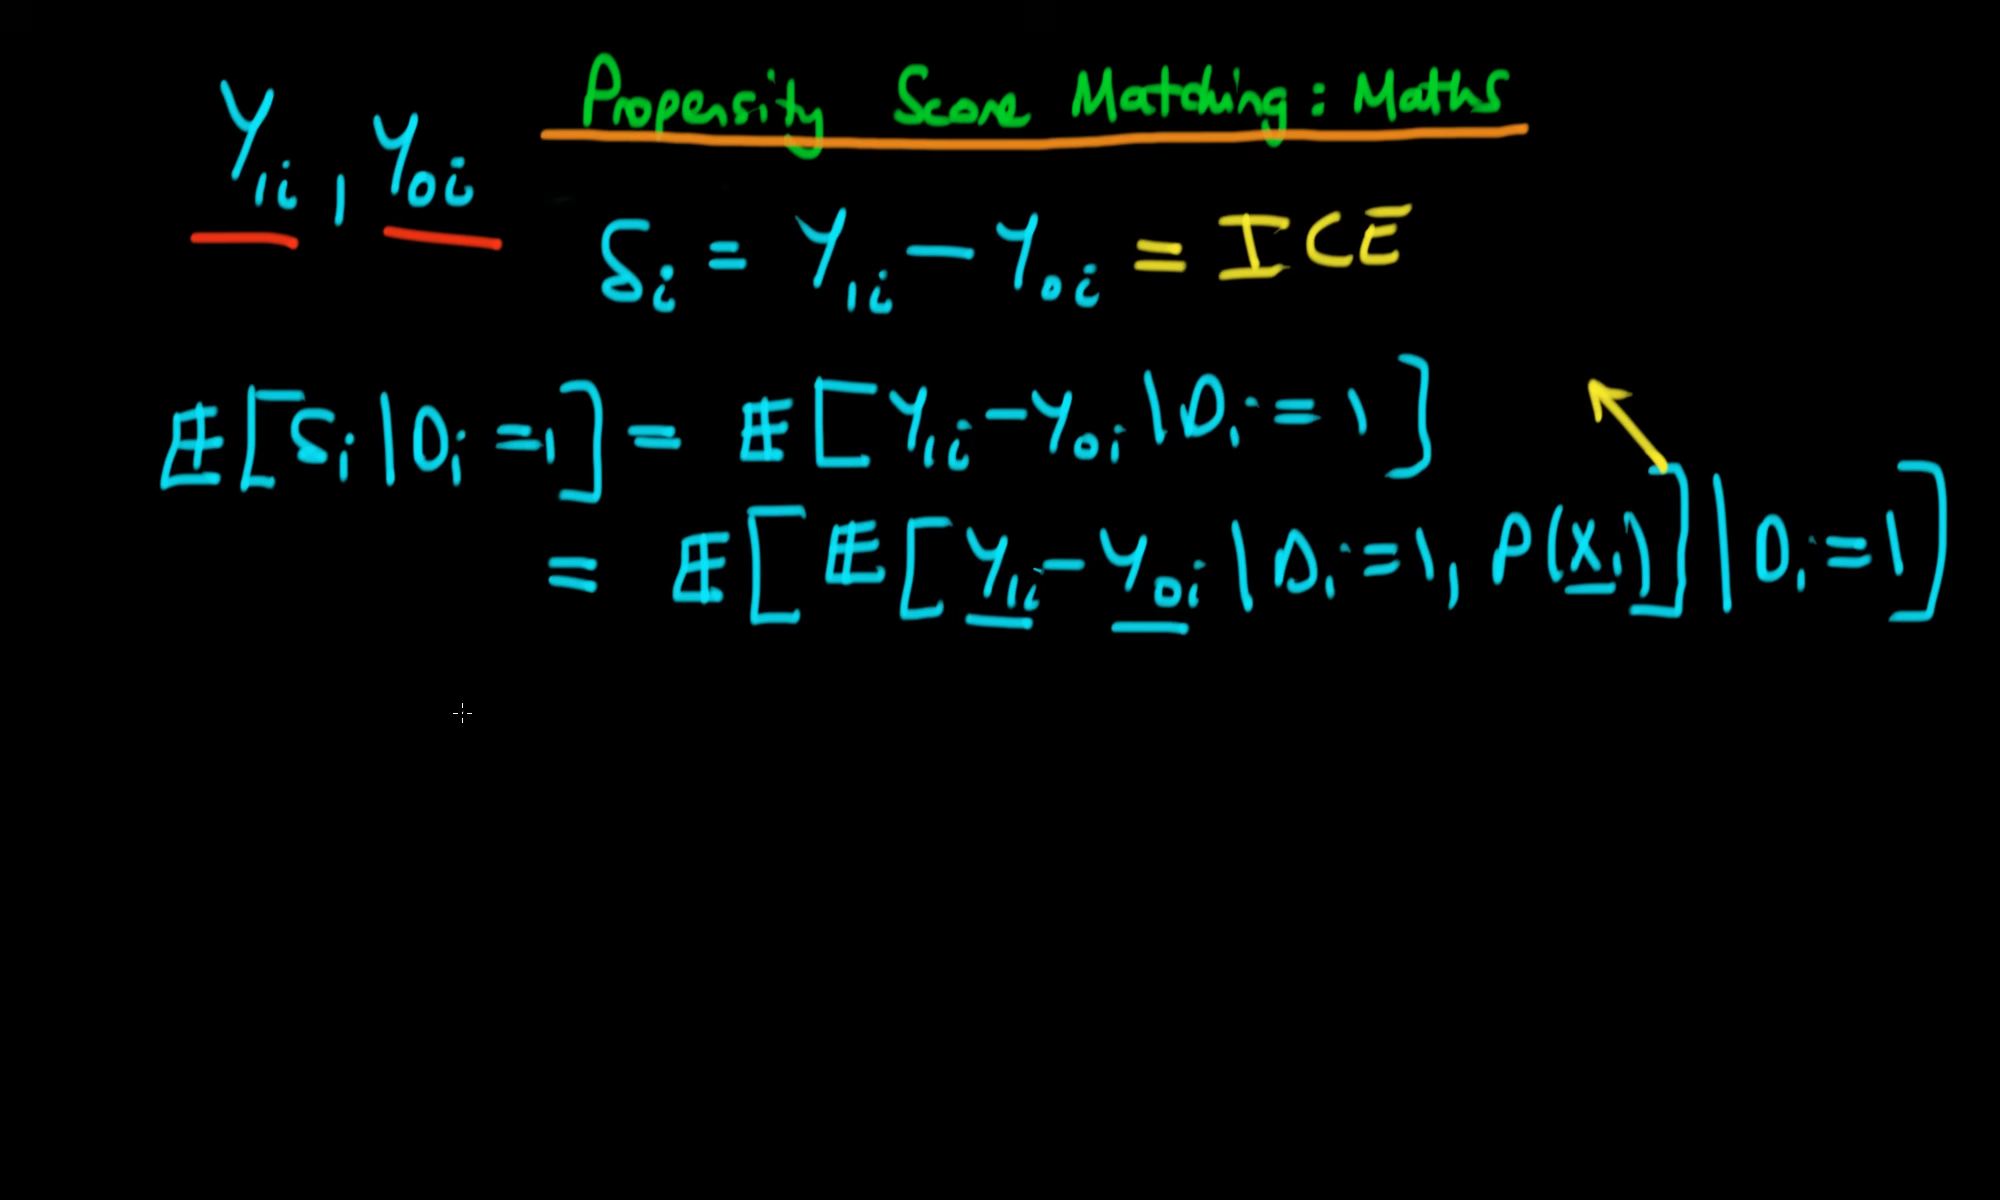 Propensity Score Matching: Maths
Y₁ᵢ, Y₀ᵢ
δᵢ = Y₁ᵢ − Y₀ᵢ = ICE
𝔼[δᵢ|Dᵢ=1] = 𝔼[Y₁ᵢ−Y₀ᵢ|Dᵢ=1]
= 𝔼[𝔼[Y₁ᵢ−Y₀ᵢ|Dᵢ=1, P(Xᵢ)]|Dᵢ=1]